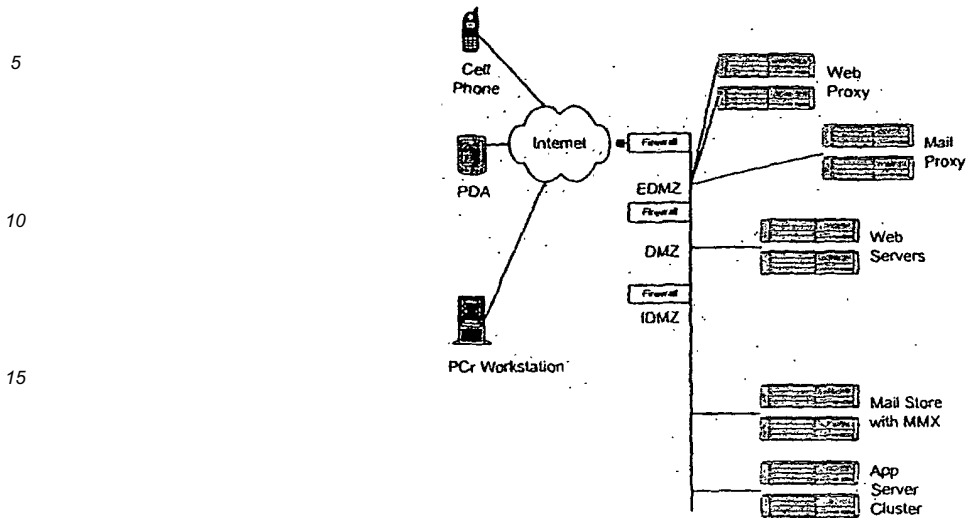 5
Cell
Phone
Web
Proxy
Internet
Firewall
Mail
Proxy
PDA
EDMZ
10
Firewall
Web
Servers
DMZ
Firewall
IDMZ
PCr Workstation
15
Mail Store
with MMX
App
Server
Cluster